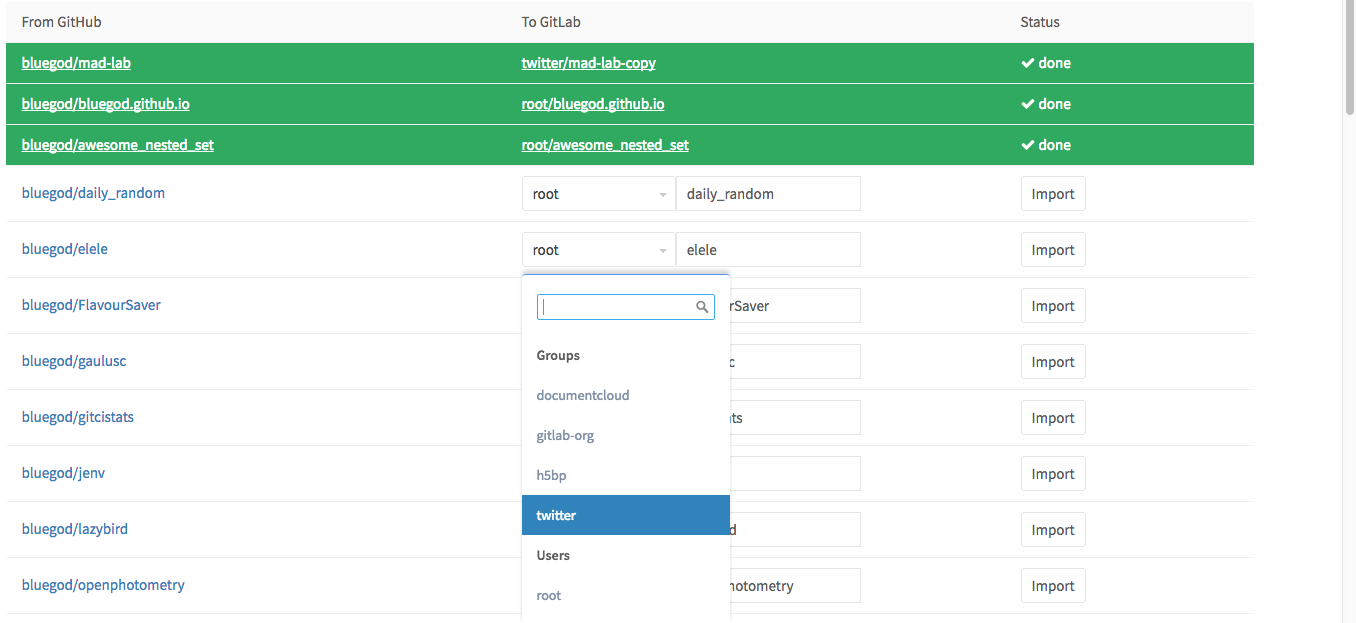 From GitHub To GitLab Status
bluegod/mad-lab twitter/mad-lab-copy done
bluegod/bluegod.github.io root/bluegod.github.io done
bluegod/awesome_nested_set root/awesome_nested_set done
bluegod/daily_random root daily_random Import
bluegod/elele root elele Import
bluegod/FlavourSaver rSaver Import
Groups
bluegod/gaulusc c Import
documentcloud
bluegod/gitcistats ats Import
gitlab-org
bluegod/jenv Import
h5bp
twitter
bluegod/lazybird d Import
Users
bluegod/openphotometry hotometry Import
root